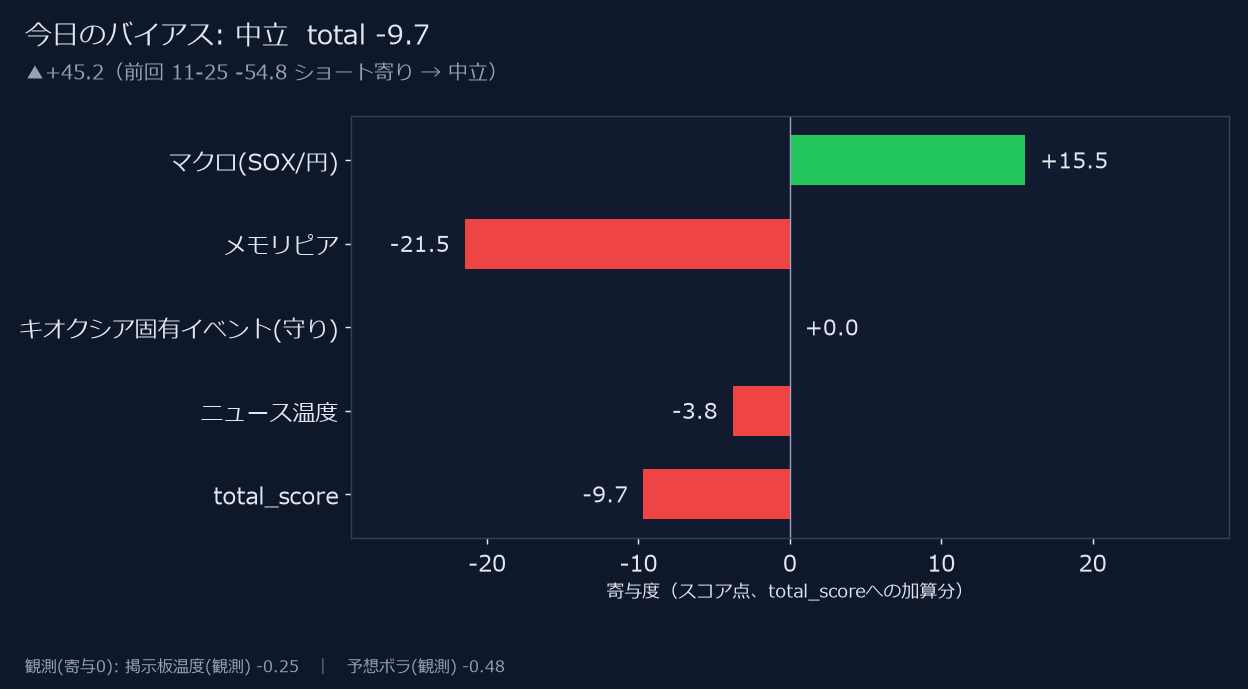 今日のバイアス: 中立  total -9.7
▲+45.2（前回 11-25 -54.8 ショート寄り → 中立）
マクロ(SOX/円)
+15.5
メモリピア
-21.5
キオクシア固有イベント(守り)
+0.0
ニュース温度
-3.8
total_score
-9.7
-20 -10 0 10 20
寄与度（スコア点、total_scoreへの加算分）
観測(寄与0): 掲示板温度(観測) -0.25 ｜ 予想ボラ(観測) -0.48